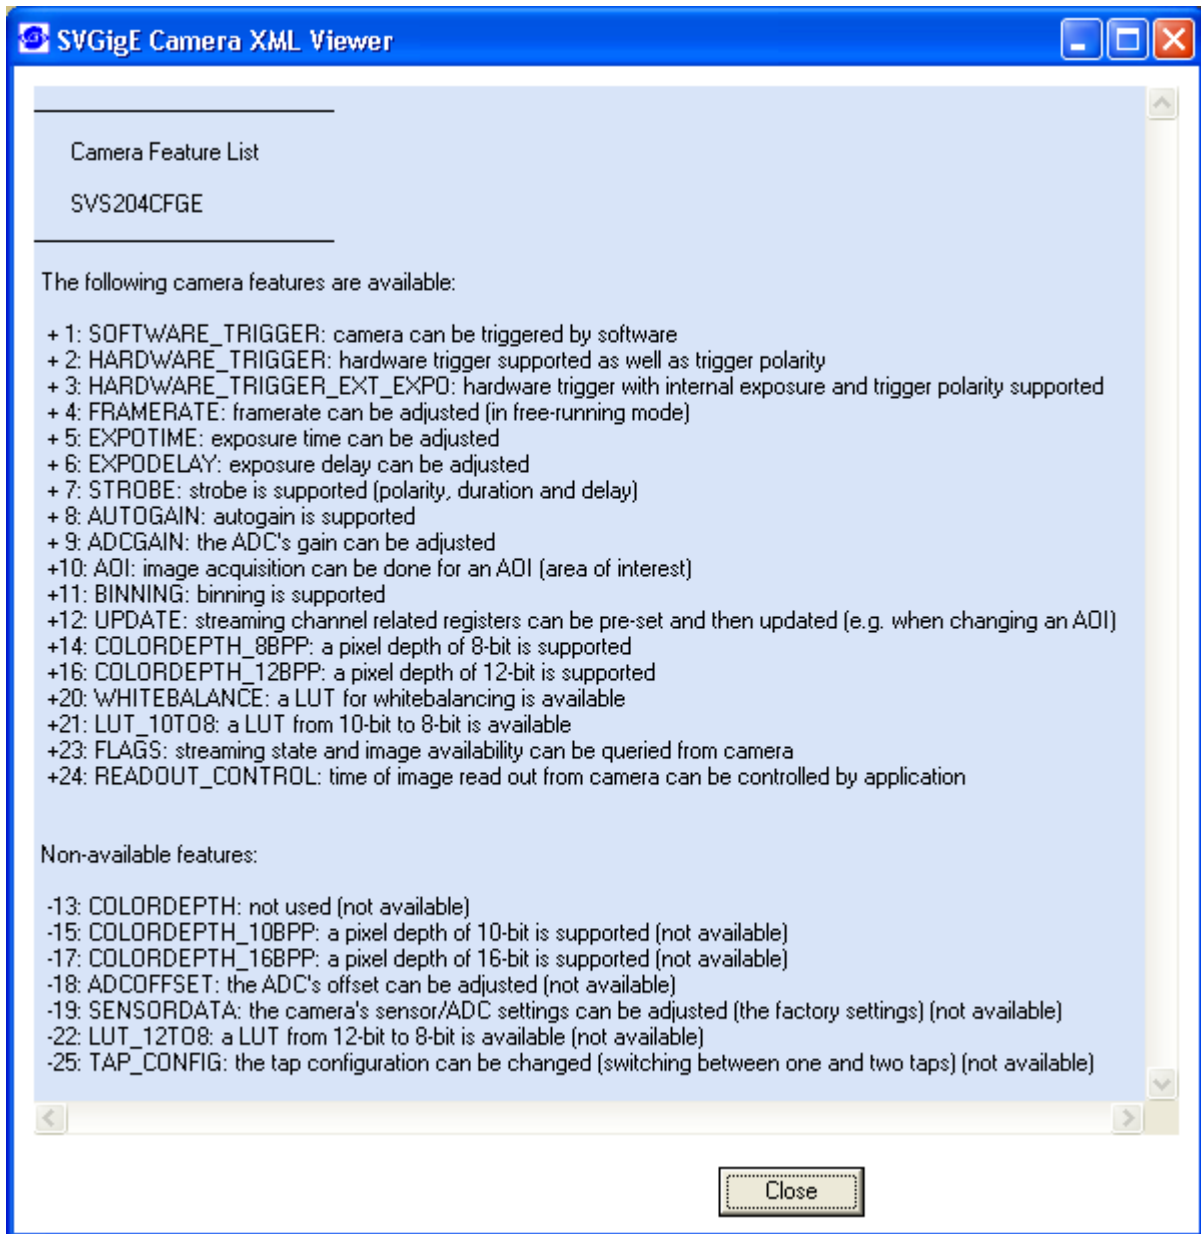 SVGigE Camera XML Viewer
Camera Feature List
SVS204CFGE
The following camera features are available:
+ 1: SOFTWARE_TRIGGER: camera can be triggered by software
+ 2: HARDWARE_TRIGGER: hardware trigger supported as well as trigger polarity
+ 3: HARDWARE_TRIGGER_EXT_EXPO: hardware trigger with internal exposure and trigger polarity supported
+ 4: FRAMERATE: framerate can be adjusted (in free-running mode)
+ 5: EXPOTIME: exposure time can be adjusted
+ 6: EXPODELAY: exposure delay can be adjusted
+ 7: STROBE: strobe is supported (polarity, duration and delay)
+ 8: AUTOGAIN: autogain is supported
+ 9: ADCGAIN: the ADC's gain can be adjusted
+10: AOI: image acquisition can be done for an AOI (area of interest)
+11: BINNING: binning is supported
+12: UPDATE: streaming channel related registers can be pre-set and then updated (e.g. when changing an AOI)
+14: COLORDEPTH_8BPP: a pixel depth of 8-bit is supported
+16: COLORDEPTH_12BPP: a pixel depth of 12-bit is supported
+20: WHITEBALANCE: a LUT for whitebalancing is available
+21: LUT_10TO8: a LUT from 10-bit to 8-bit is available
+23: FLAGS: streaming state and image availability can be queried from camera
+24: READOUT_CONTROL: time of image read out from camera can be controlled by application
Non-available features:
-13: COLORDEPTH: not used (not available)
-15: COLORDEPTH_10BPP: a pixel depth of 10-bit is supported (not available)
-17: COLORDEPTH_16BPP: a pixel depth of 16-bit is supported (not available)
-18: ADCOFFSET: the ADC's offset can be adjusted (not available)
-19: SENSORDATA: the camera's sensor/ADC settings can be adjusted (the factory settings) (not available)
-22: LUT_12TO8: a LUT from 12-bit to 8-bit is available (not available)
-25: TAP_CONFIG: the tap configuration can be changed (switching between one and two taps) (not available)
Close